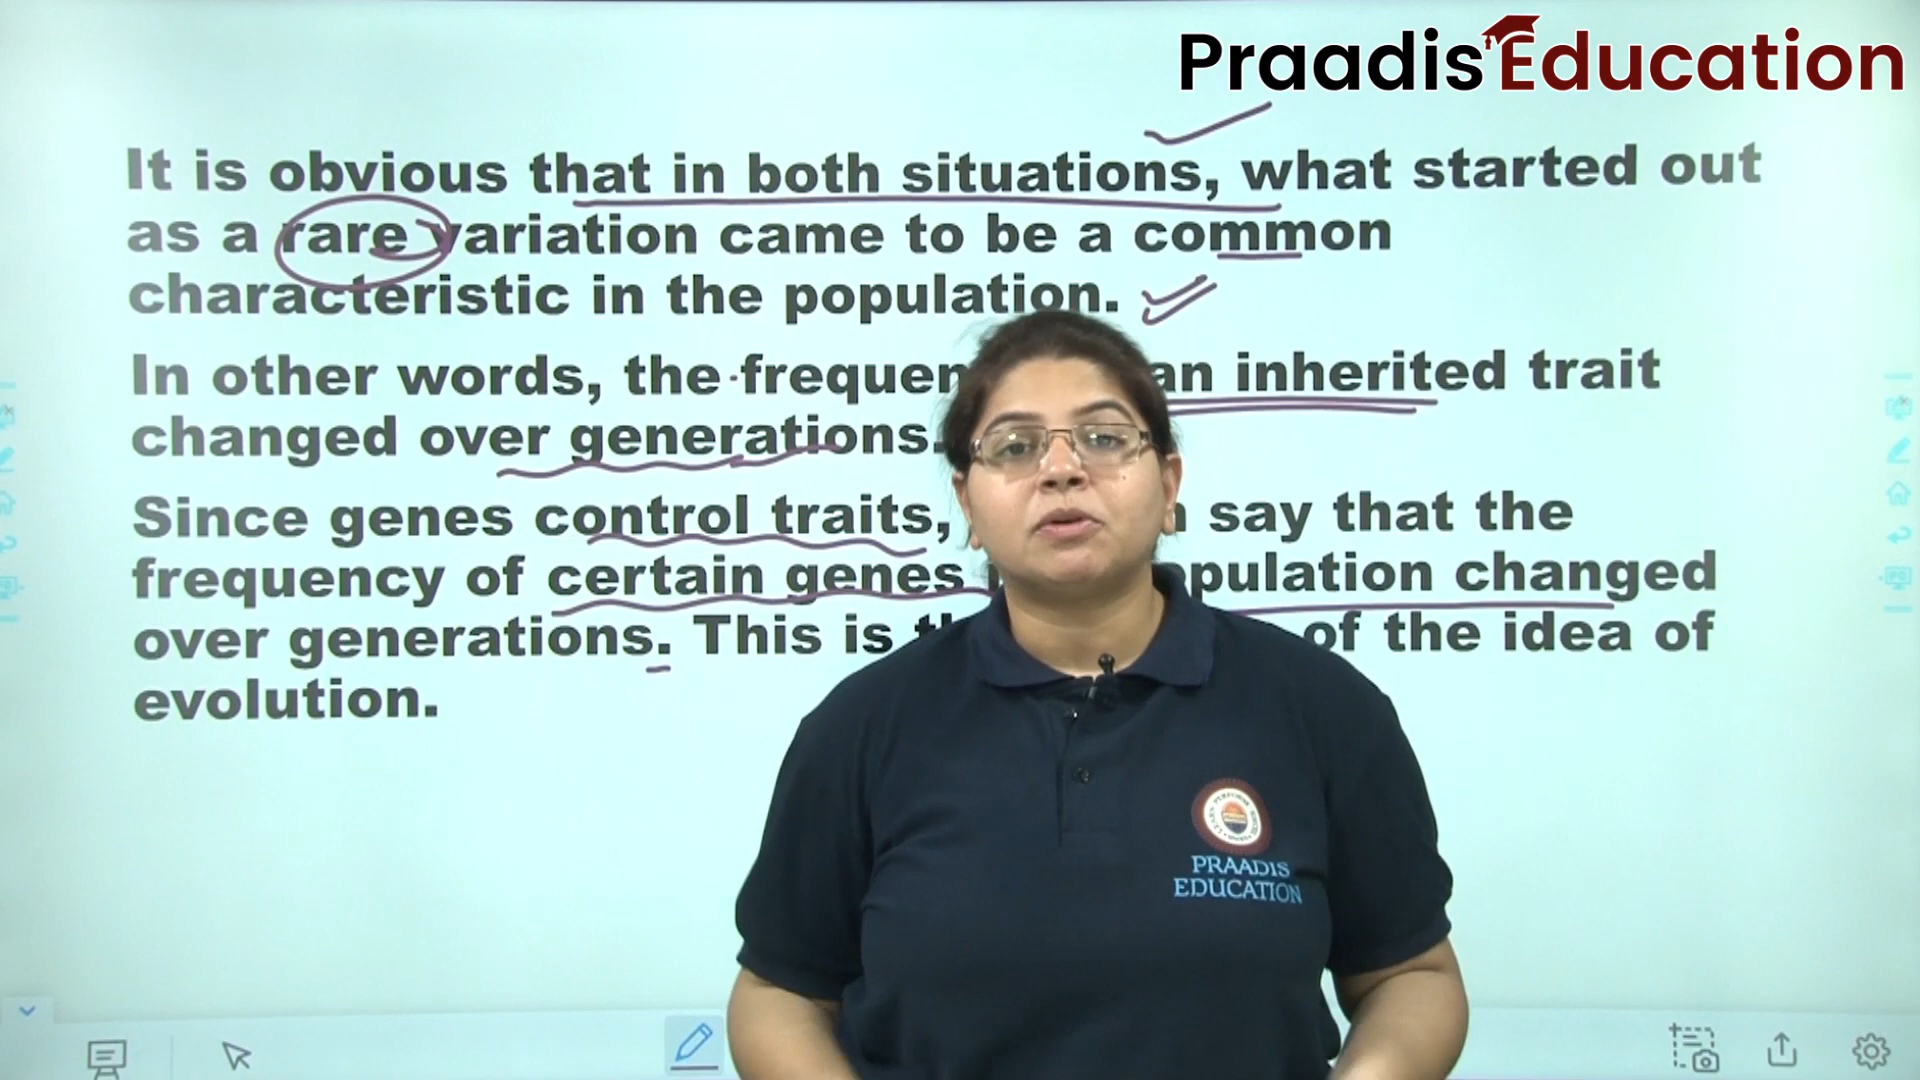 Praadis Education
It is obvious that in both situations, what started out
as a rare variation came to be a common
characteristic in the population.
In other words, the an inherited trait
changed over generations.
Since genes control traits, say that the
frequency of certain genes changed
over generations. This is of the idea of
evolution.
PRAADIS
EDUCATION